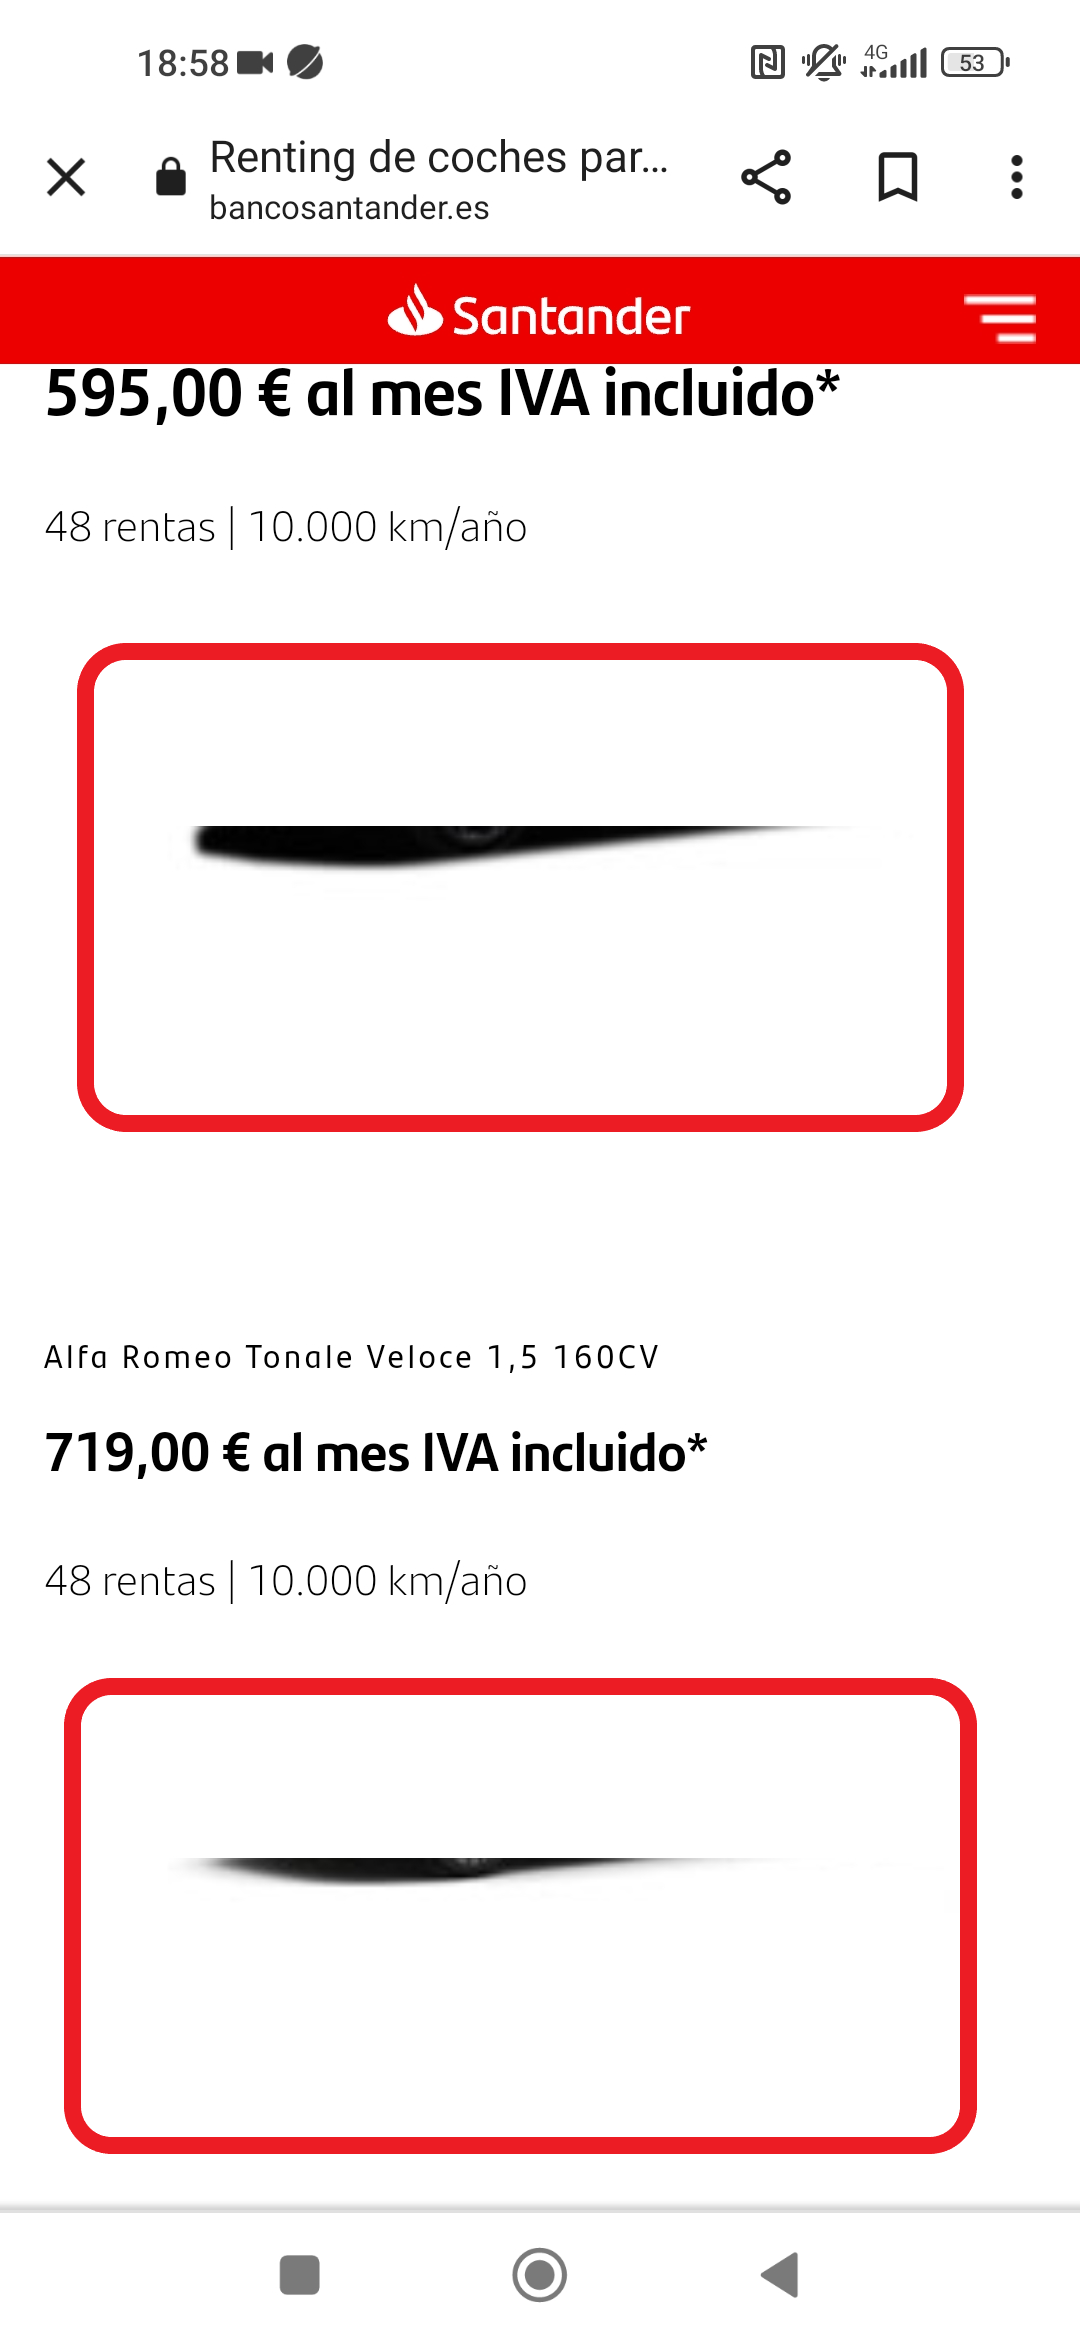 18:58
4G
53
Renting de coches par...
bancosantander.es
Santander
595,00 € al mes IVA incluido*
48 rentas | 10.000 km/año
Alfa Romeo Tonale Veloce 1,5 160CV
719,00 € al mes IVA incluido*
48 rentas | 10.000 km/año